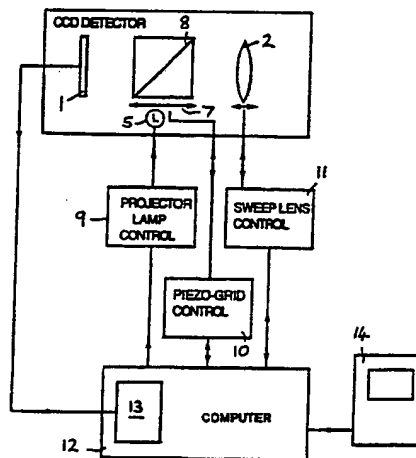 CCD DETECTOR
8
2
1
7
5
L
11
PROJECTOR
LAMP
CONTROL
9
SWEEP LENS
CONTROL
PIEZO-GRID
CONTROL
10
14
13
COMPUTER
12